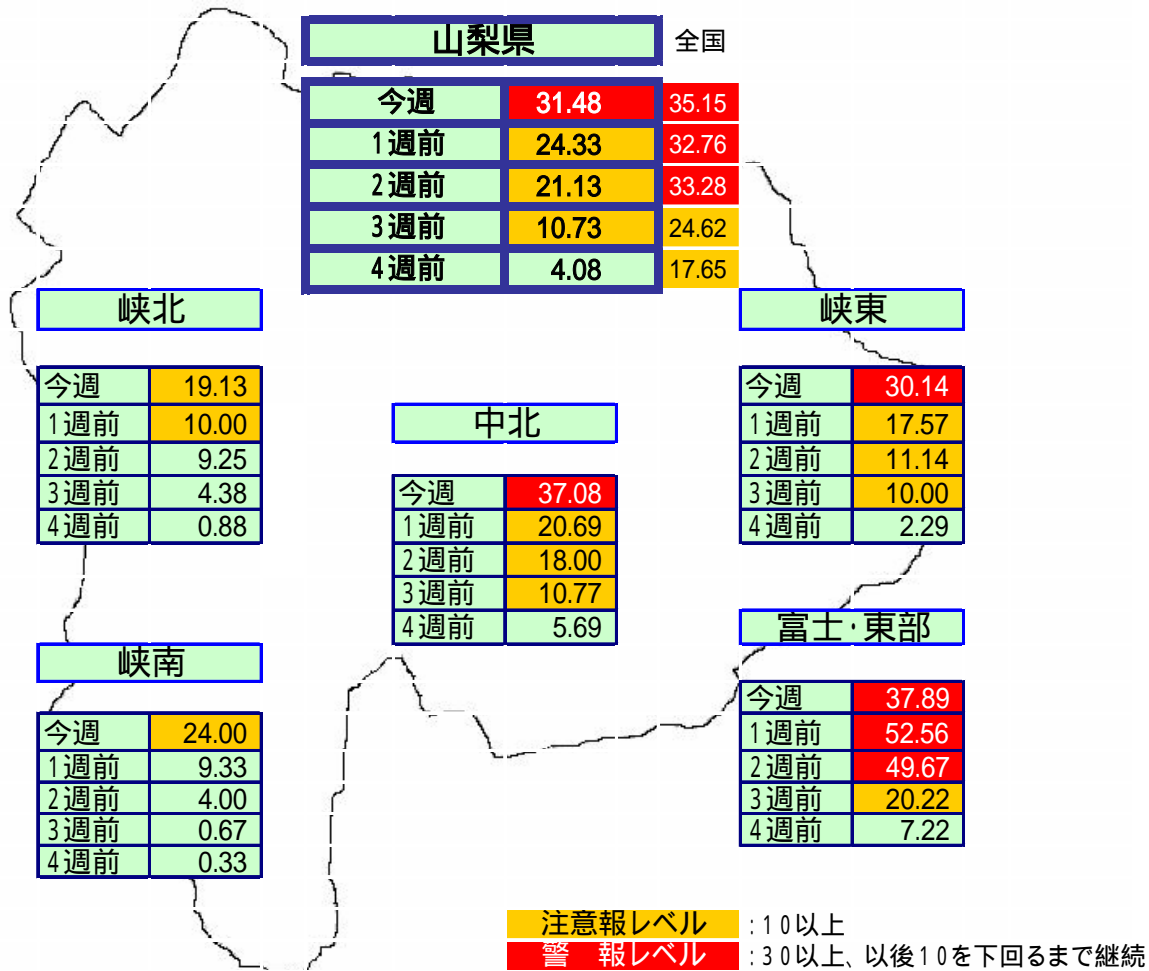 山梨県 全国
今週 31.48 35.15
1週前 24.33 32.76
2週前 21.13 33.28
3週前 10.73 24.62
4週前 4.08 17.65
峡北
今週 19.13
1週前 10.00
2週前 9.25
3週前 4.38
4週前 0.88
中北
今週 37.08
1週前 20.69
2週前 18.00
3週前 10.77
4週前 5.69
峡東
今週 30.14
1週前 17.57
2週前 11.14
3週前 10.00
4週前 2.29
峡南
今週 24.00
1週前 9.33
2週前 4.00
3週前 0.67
4週前 0.33
富士・東部
今週 37.89
1週前 52.56
2週前 49.67
3週前 20.22
4週前 7.22
注意報レベル :10以上
警 報レベル :30以上、以後10を下回るまで継続